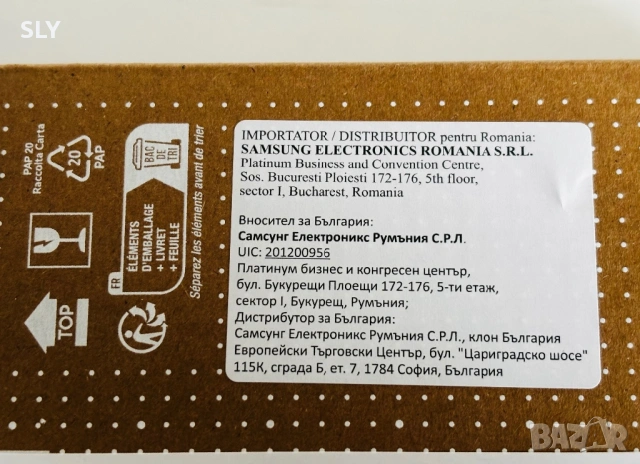 SLY
PAP 20
Raccolta Carta
20
PAP
BAC
DE
TRI
FR
ÉLÉMENTS
D'EMBALLAGE
+ LIVRET
+ FEUILLE
Séparez les éléments avant de trier
TOP
IMPORTATOR / DISTRIBUITOR pentru Romania:
SAMSUNG ELECTRONICS ROMANIA S.R.L.
Platinum Business and Convention Centre,
Sos. Bucuresti Ploiesti 172-176, 5th floor,
sector I, Bucharest, Romania
Вносител за България:
Самсунг Електроникс Румъния С.Р.Л.
UIC: 201200956
Платинум бизнес и конгресен център,
бул. Букурещи Плоещи 172-176, 5-ти етаж,
сектор I, Букурещ, Румъния;
Дистрибутор за България:
Самсунг Електроникс Румъния С.Р.Л., клон България
Европейски Търговски Център, бул. "Цариградско шосе"
115К, сграда Б, ет. 7, 1784 София, България
BAZAR